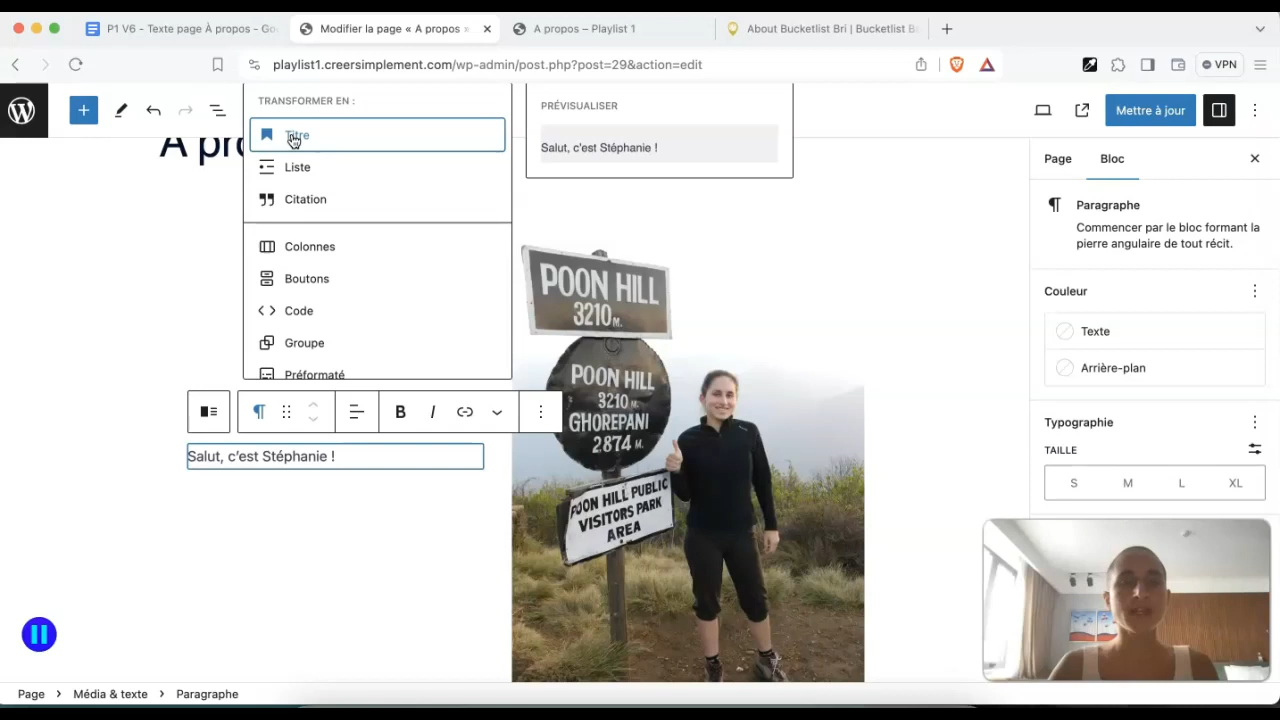 P1 V6 - Texte page À propos - Go
Modifier la page « A propos »
A propos – Playlist 1
About Bucketlist Bri | Bucketlist B
playlist1.creersimplement.com/wp-admin/post.php?post=29&action=edit
VPN
TRANSFORMER EN :
PRÉVISUALISER
Mettre à jour
Titre
Salut, c’est Stéphanie !
Liste
Citation
Colonnes
Boutons
Code
Groupe
Préformaté
Page
Bloc
Paragraphe
Commencer par le bloc formant la
pierre angulaire de tout récit.
Couleur
Texte
Arrière-plan
Typographie
TAILLE
S M L XL
B I
Salut, c’est Stéphanie !
POON HILL
3210 M.
POON HILL
3210 M.
GHOREPANI
2874 M.
POON HILL PUBLIC
VISITORS PARK
AREA
Page > Média & texte > Paragraphe